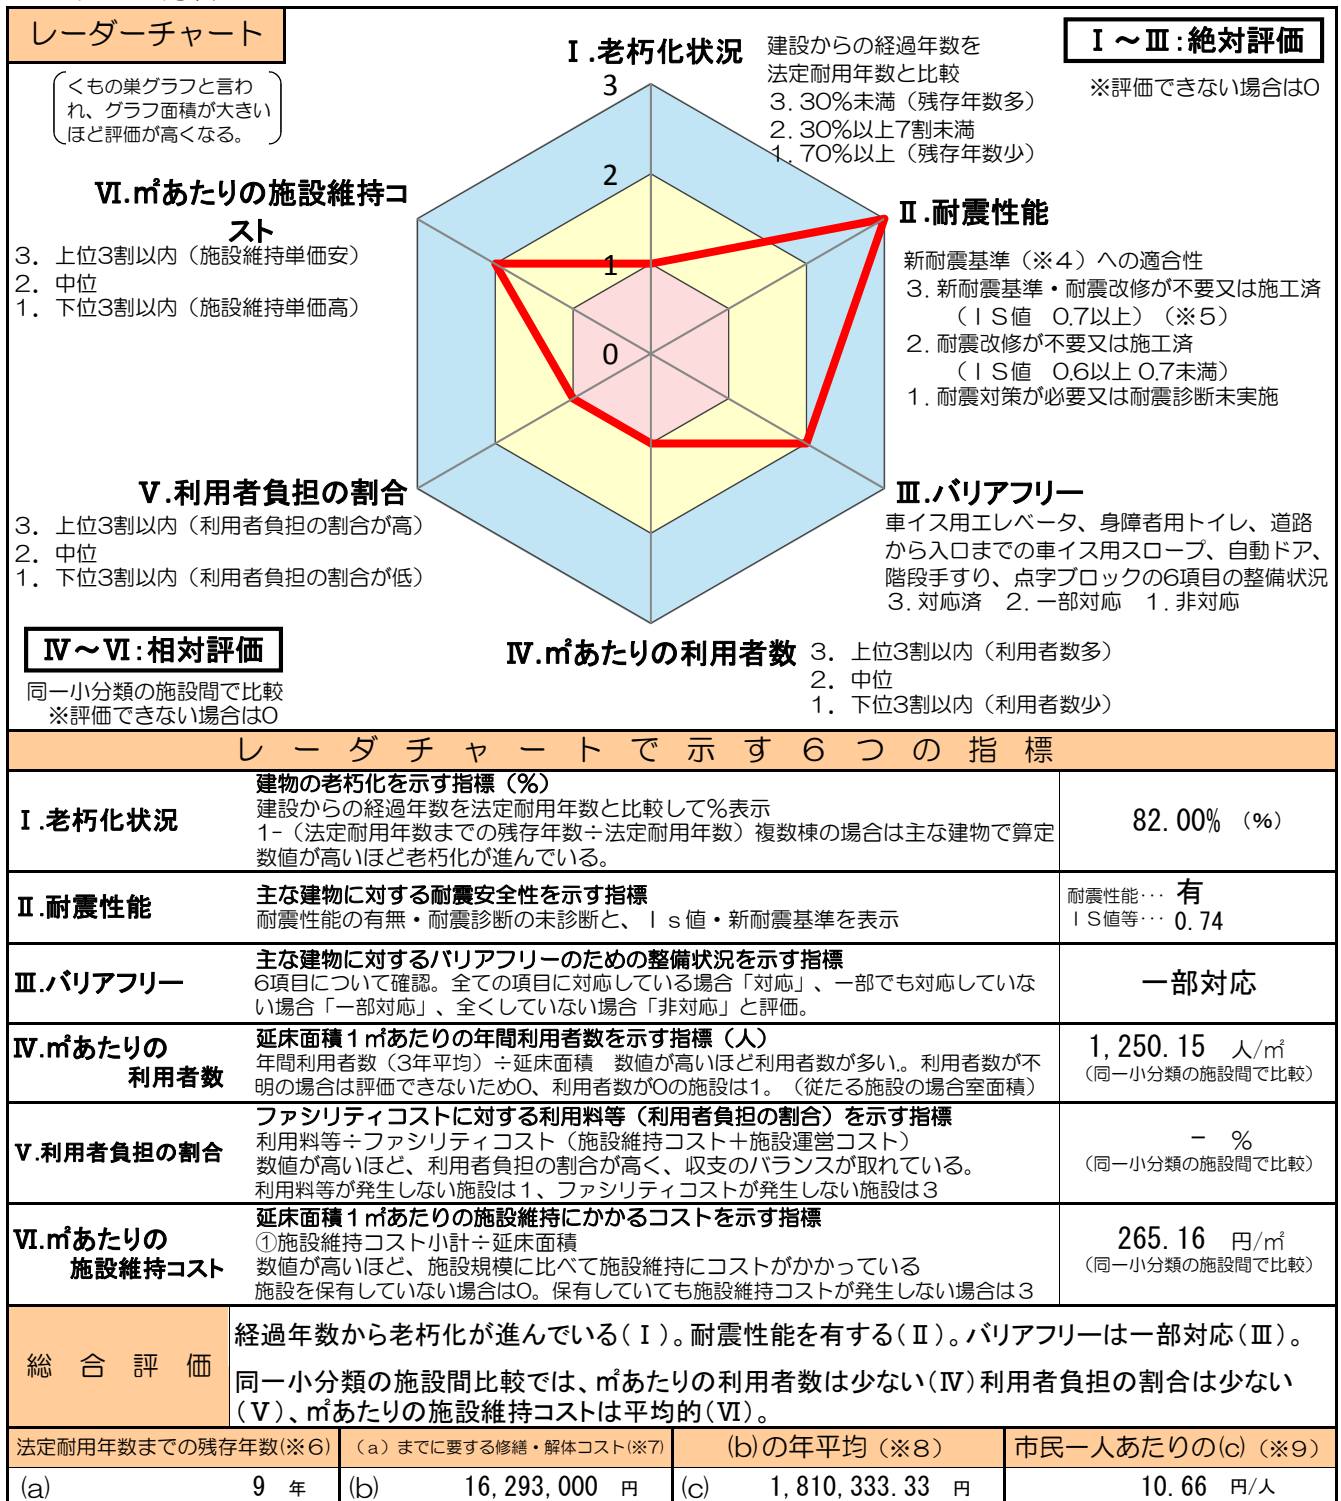 レーダーチャート
くもの巣グラフと言わ
れ、グラフ面積が大きい
ほど評価が高くなる。
Ⅰ.老朽化状況
建設からの経過年数を
法定耐用年数と比較
3.30%未満（残存年数多）
2.30%以上7割未満
1.70%以上（残存年数少）
Ⅰ～Ⅲ:絶対評価
※評価できない場合は0
3
2
1
0
Ⅵ.㎡あたりの施設維持コ
スト
3．上位3割以内（施設維持単価安）
2．中位
1．下位3割以内（施設維持単価高）
Ⅱ.耐震性能
新耐震基準（※4）への適合性
3.新耐震基準・耐震改修が不要又は施工済
（ＩＳ値　0.7以上）（※5）
2.耐震改修が不要又は施工済
（ＩＳ値　0.6以上 0.7未満）
1.耐震対策が必要又は耐震診断未実施
Ⅴ.利用者負担の割合
3．上位3割以内（利用者負担の割合が高）
2．中位
1．下位3割以内（利用者負担の割合が低）
Ⅲ.バリアフリー
車イス用エレベータ、身障者用トイレ、道路
から入口までの車イス用スロープ、自動ドア、
階段手すり、点字ブロックの6項目の整備状況
3.対応済　2.一部対応　1.非対応
Ⅳ～Ⅵ:相対評価
同一小分類の施設間で比較
※評価できない場合は0
Ⅳ.㎡あたりの利用者数
3．上位3割以内（利用者数多）
2．中位
1．下位3割以内（利用者数少）
レーダチャートで示す6つの指標
Ⅰ.老朽化状況
建物の老朽化を示す指標（%）
建設からの経過年数を法定耐用年数と比較して%表示
1-（法定耐用年数までの残存年数÷法定耐用年数）複数棟の場合は主な建物で算定
数値が高いほど老朽化が進んでいる。
82.00%　（%）
Ⅱ.耐震性能
主な建物に対する耐震安全性を示す指標
耐震性能の有無・耐震診断の未診断と、Ｉｓ値・新耐震基準を表示
耐震性能… 有
ＩＳ値等… 0.74
Ⅲ.バリアフリー
主な建物に対するバリアフリーのための整備状況を示す指標
6項目について確認。全ての項目に対応している場合「対応」、一部でも対応していな
い場合「一部対応」、全くしていない場合「非対応」と評価。
一部対応
Ⅳ.㎡あたりの
利用者数
延床面積１㎡あたりの年間利用者数を示す指標（人）
年間利用者数（3年平均）÷延床面積　数値が高いほど利用者数が多い。利用者数が不
明の場合は評価できないため0、利用者数が0の施設は1。（従たる施設の場合室面積）
1,250.15　人/㎡
（同一小分類の施設間で比較）
Ⅴ.利用者負担の割合
ファシリティコストに対する利用料等（利用者負担の割合）を示す指標
利用料等÷ファシリティコスト（施設維持コスト＋施設運営コスト）
数値が高いほど、利用者負担の割合が高く、収支のバランスが取れている。
利用料等が発生しない施設は１、ファシリティコストが発生しない施設は３
-　%
（同一小分類の施設間で比較）
Ⅵ.㎡あたりの
施設維持コスト
延床面積１㎡あたりの施設維持にかかるコストを示す指標
①施設維持コスト小計÷延床面積
数値が高いほど、施設規模に比べて施設維持にコストがかかっている
施設を保有していない場合は0。保有していても施設維持コストが発生しない場合は３
265.16　円/㎡
（同一小分類の施設間で比較）
総合評価
経過年数から老朽化が進んでいる(Ⅰ)。耐震性能を有する(Ⅱ)。バリアフリーは一部対応(Ⅲ)。
同一小分類の施設間比較では、㎡あたりの利用者数は少ない(Ⅳ)利用者負担の割合は少ない
(Ⅴ)、㎡あたりの施設維持コストは平均的(Ⅵ)。
法定耐用年数までの残存年数(※6)
（a）までに要する修繕・解体コスト(※7)
(b)の年平均（※8）
市民一人あたりの(c)（※9）
(a)　9　年
(b)　16,293,000　円
(c)　1,810,333.33　円
10.66　円/人